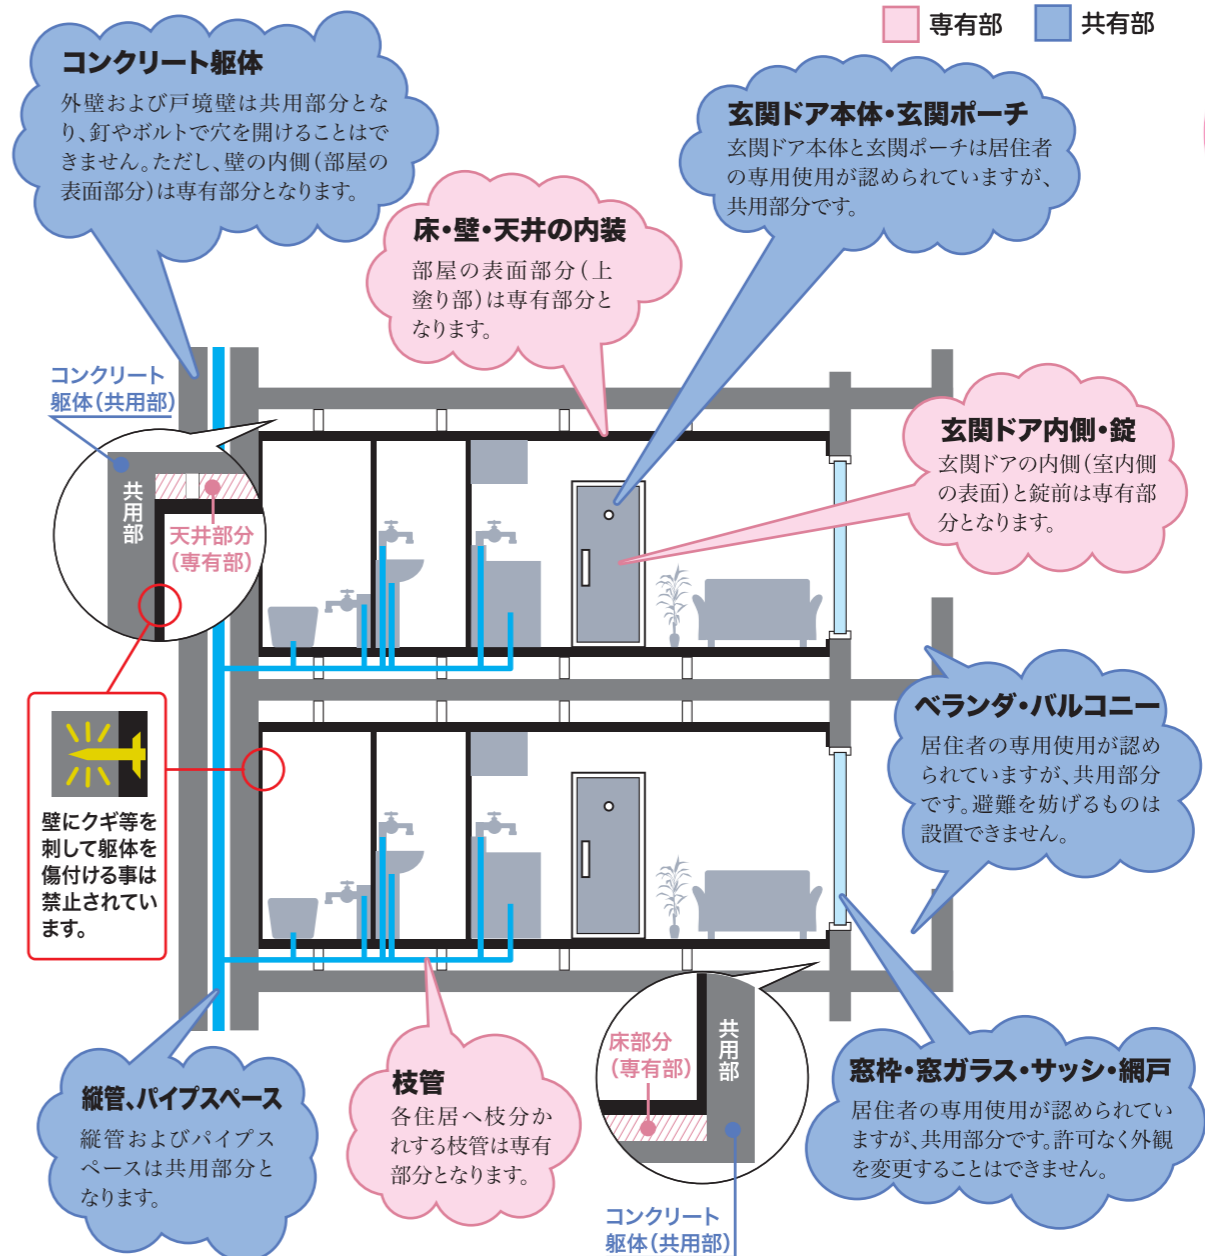 専有部
共有部
コンクリート躯体
外壁および戸境壁は共用部分とな
り、釘やボルトで穴を開けることはで
きません。ただし、壁の内側(部屋の
表面部分)は専有部分となります。
玄関ドア本体・玄関ポーチ
玄関ドア本体と玄関ポーチは居住者
の専用使用が認められていますが、
共用部分です。
床・壁・天井の内装
部屋の表面部分(上
塗り部)は専有部分と
なります。
コンクリート
躯体(共用部)
共用部
天井部分
(専有部)
玄関ドア内側・錠
玄関ドアの内側(室内側
の表面)と錠前は専有部
分となります。
壁にクギ等を
刺して躯体を
傷付ける事は
禁止されてい
ます。
ベランダ・バルコニー
居住者の専用使用が認め
られていますが、共用部分
です。避難を妨げるものは
設置できません。
縦管、パイプスペース
縦管およびパイプス
ペースは共用部分と
なります。
枝管
各住居へ枝分か
れする枝管は専有
部分となります。
床部分
(専有部)
共用部
コンクリート
躯体(共用部)
窓枠・窓ガラス・サッシ・網戸
居住者の専用使用が認められてい
ますが、共用部分です。許可なく外観
を変更することはできません。